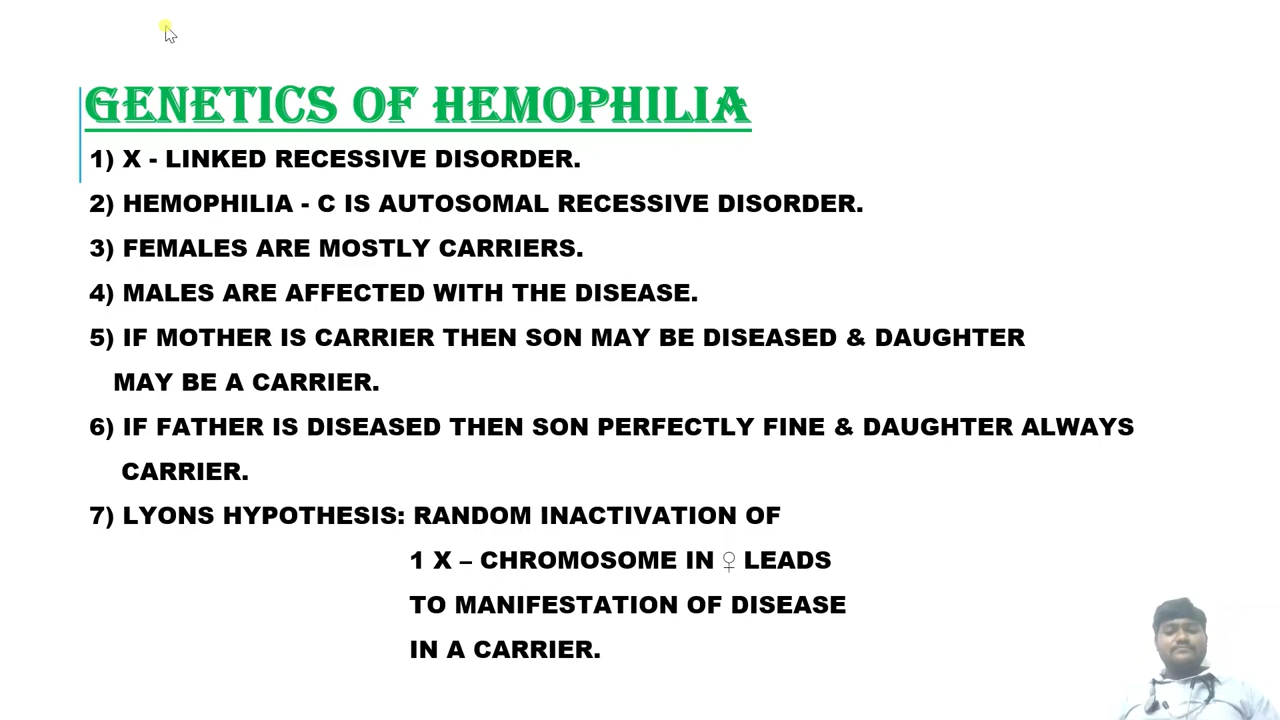 GENETICS OF HEMOPHILIA
1) X - LINKED RECESSIVE DISORDER.
2) HEMOPHILIA - C IS AUTOSOMAL RECESSIVE DISORDER.
3) FEMALES ARE MOSTLY CARRIERS.
4) MALES ARE AFFECTED WITH THE DISEASE.
5) IF MOTHER IS CARRIER THEN SON MAY BE DISEASED & DAUGHTER
MAY BE A CARRIER.
6) IF FATHER IS DISEASED THEN SON PERFECTLY FINE & DAUGHTER ALWAYS
CARRIER.
7) LYONS HYPOTHESIS: RANDOM INACTIVATION OF
1 X – CHROMOSOME IN ♀ LEADS
TO MANIFESTATION OF DISEASE
IN A CARRIER.